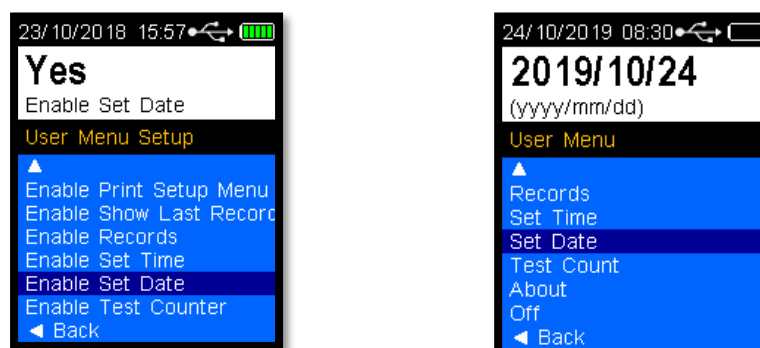 23/10/2018 15:57
Yes
Enable Set Date
User Menu Setup
Enable Print Setup Menu
Enable Show Last Recorc
Enable Records
Enable Set Time
Enable Set Date
Enable Test Counter
◄ Back
24/10/2019 08:30
2019/10/24
(yyyy/mm/dd)
User Menu
Records
Set Time
Set Date
Test Count
About
Off
◄ Back